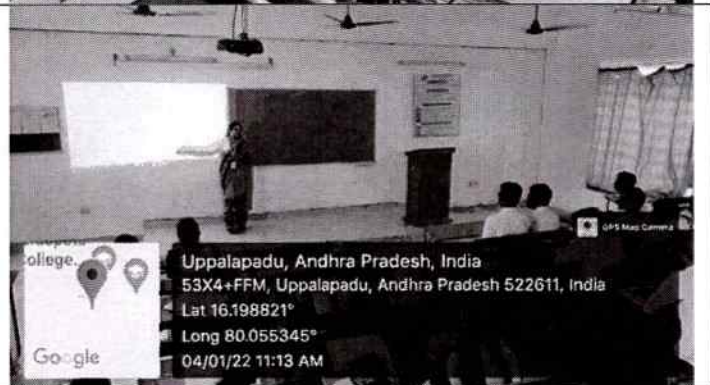 GPS Map Camera
ollege.
Google
Uppalapadu, Andhra Pradesh, India
53X4+FFM, Uppalapadu, Andhra Pradesh 522611, India
Lat 16.198821°
Long 80.055345°
04/01/22 11:13 AM